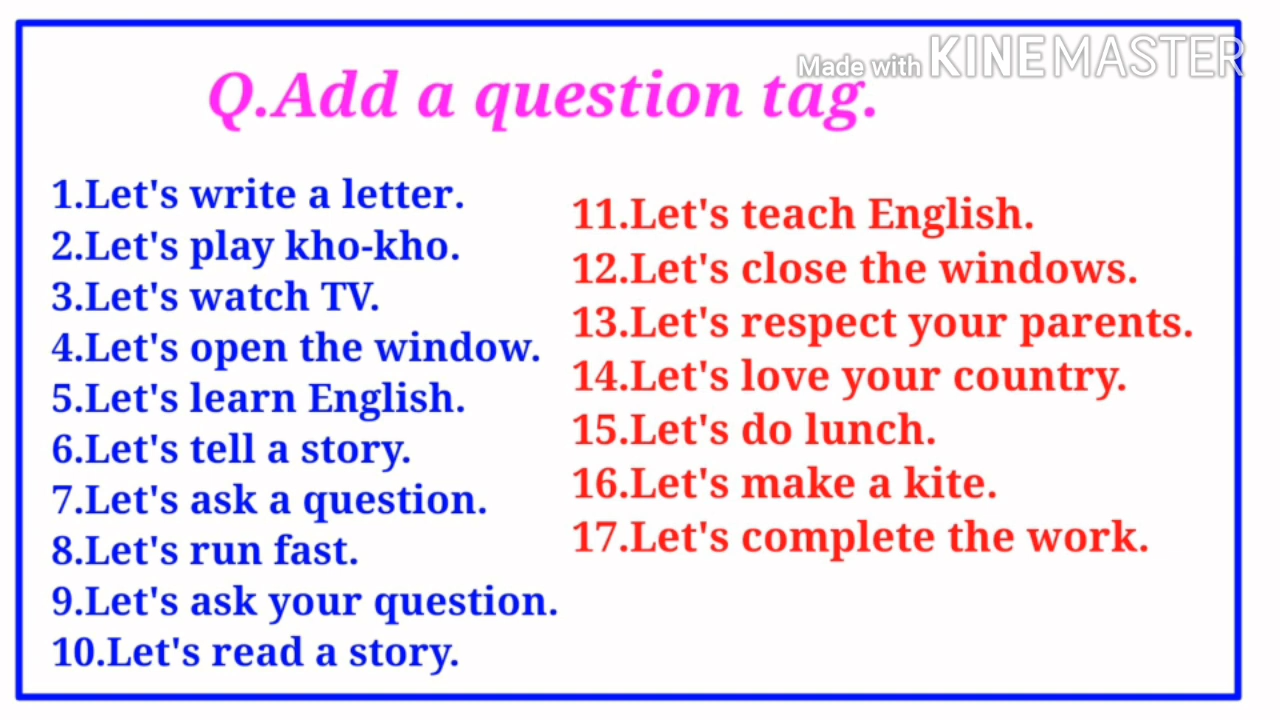 Made with KINEMASTER
Q.Add a question tag.
1.Let's write a letter.
2.Let's play kho-kho.
3.Let's watch TV.
4.Let's open the window.
5.Let's learn English.
6.Let's tell a story.
7.Let's ask a question.
8.Let's run fast.
9.Let's ask your question.
10.Let's read a story.
11.Let's teach English.
12.Let's close the windows.
13.Let's respect your parents.
14.Let's love your country.
15.Let's do lunch.
16.Let's make a kite.
17.Let's complete the work.